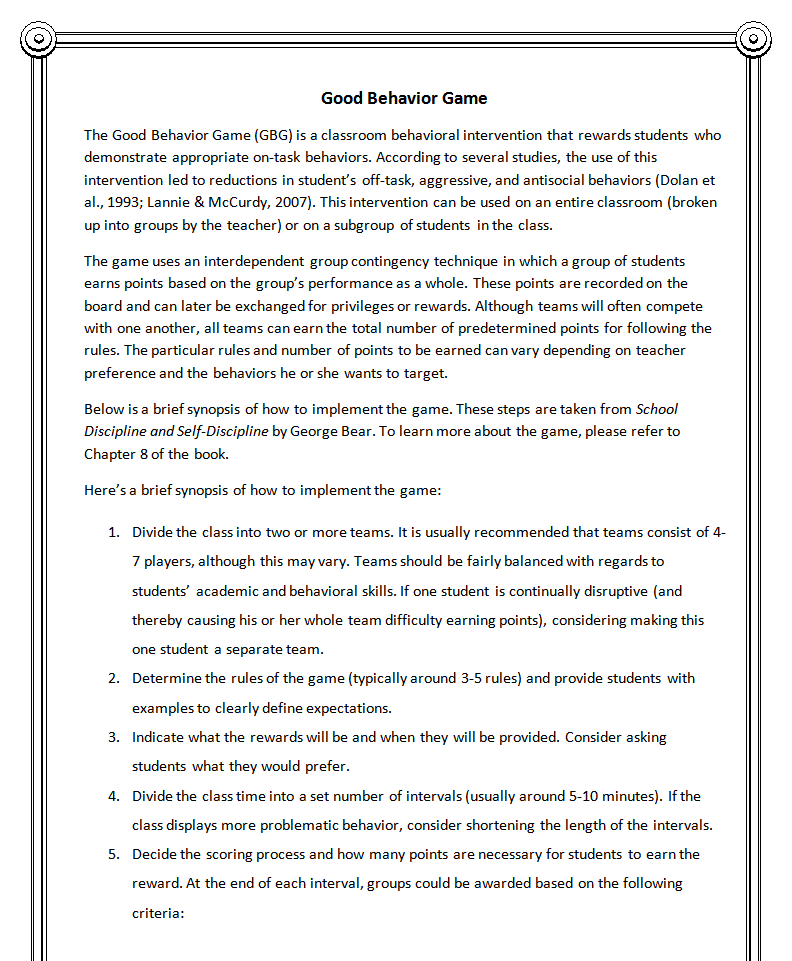 Good Behavior Game
The Good Behavior Game (GBG) is a classroom behavioral intervention that rewards students who
demonstrate appropriate on-task behaviors. According to several studies, the use of this
intervention led to reductions in student’s off-task, aggressive, and antisocial behaviors (Dolan et
al., 1993; Lannie & McCurdy, 2007). This intervention can be used on an entire classroom (broken
up into groups by the teacher) or on a subgroup of students in the class.
The game uses an interdependent group contingency technique in which a group of students
earns points based on the group’s performance as a whole. These points are recorded on the
board and can later be exchanged for privileges or rewards. Although teams will often compete
with one another, all teams can earn the total number of predetermined points for following the
rules. The particular rules and number of points to be earned can vary depending on teacher
preference and the behaviors he or she wants to target.
Below is a brief synopsis of how to implement the game. These steps are taken from School
Discipline and Self-Discipline by George Bear. To learn more about the game, please refer to
Chapter 8 of the book.
Here’s a brief synopsis of how to implement the game:
1. Divide the class into two or more teams. It is usually recommended that teams consist of 4-
7 players, although this may vary. Teams should be fairly balanced with regards to
students’ academic and behavioral skills. If one student is continually disruptive (and
thereby causing his or her whole team difficulty earning points), considering making this
one student a separate team.
2. Determine the rules of the game (typically around 3-5 rules) and provide students with
examples to clearly define expectations.
3. Indicate what the rewards will be and when they will be provided. Consider asking
students what they would prefer.
4. Divide the class time into a set number of intervals (usually around 5-10 minutes). If the
class displays more problematic behavior, consider shortening the length of the intervals.
5. Decide the scoring process and how many points are necessary for students to earn the
reward. At the end of each interval, groups could be awarded based on the following
criteria: